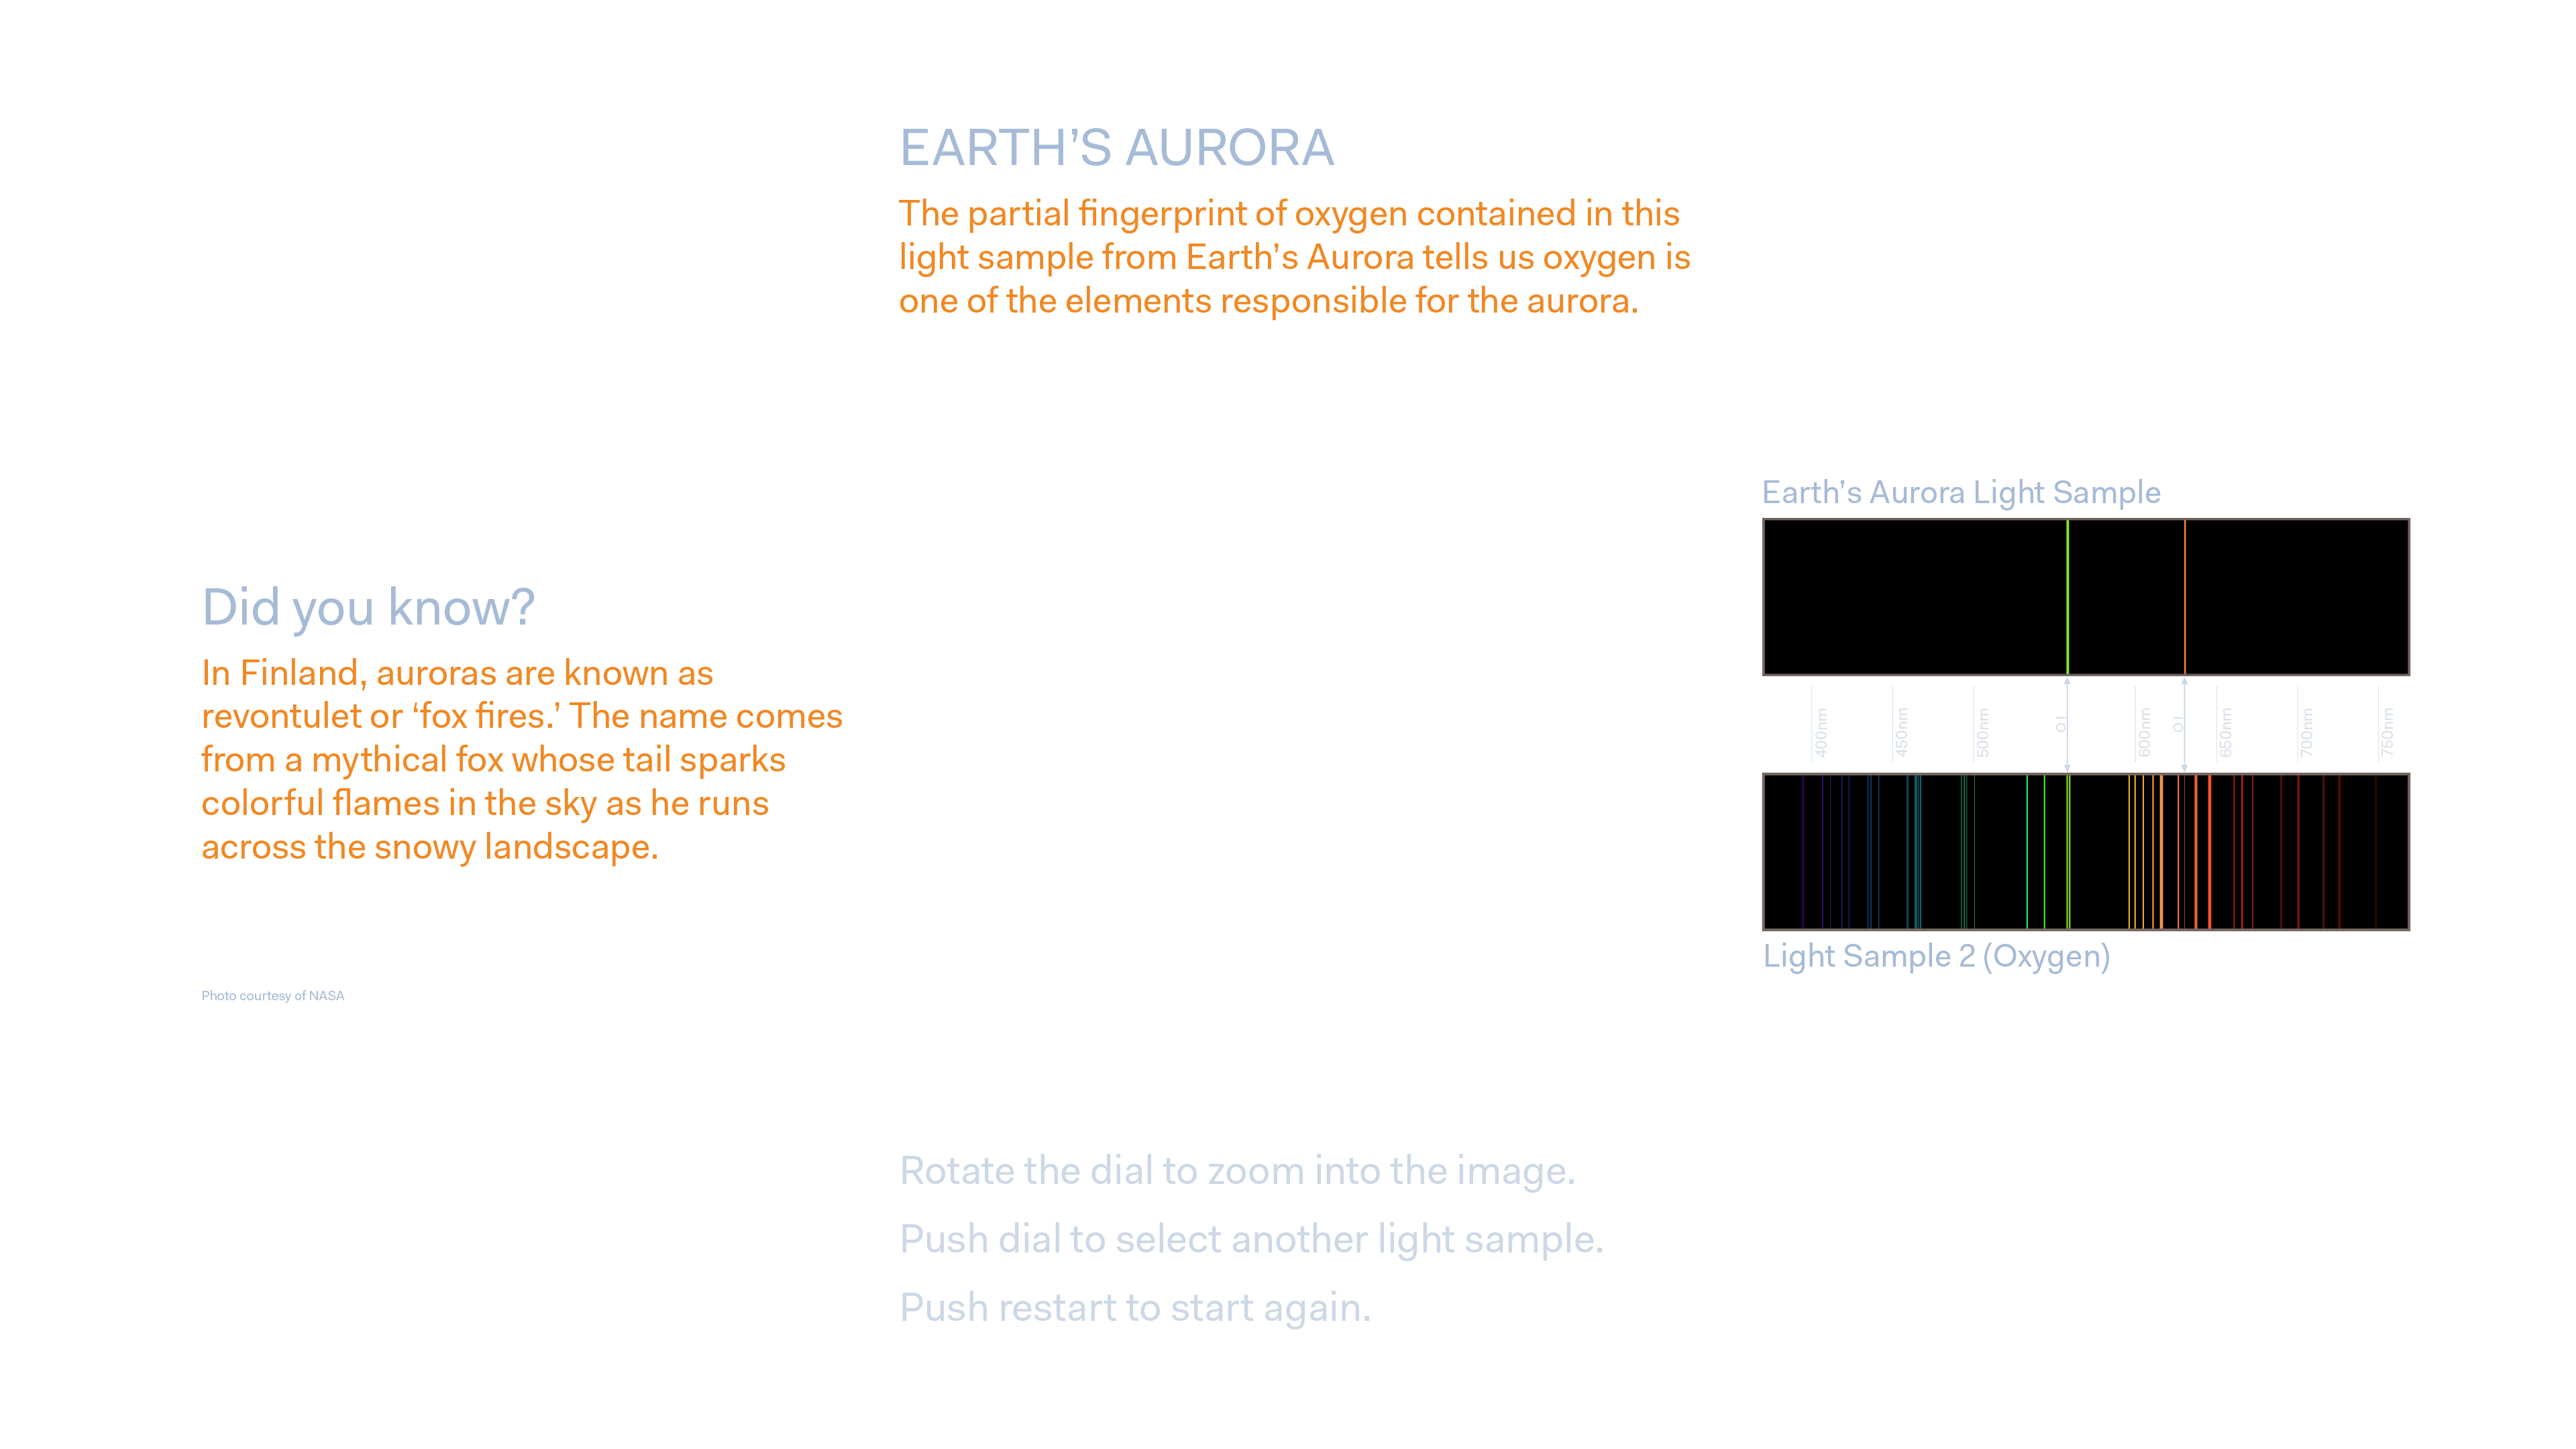 EARTH’S AURORA
The partial fingerprint of oxygen contained in this
light sample from Earth’s Aurora tells us oxygen is
one of the elements responsible for the aurora.
Did you know?
In Finland, auroras are known as
revontulet or ‘fox fires.’ The name comes
from a mythical fox whose tail sparks
colorful flames in the sky as he runs
across the snowy landscape.
Photo courtesy of NASA
Earth’s Aurora Light Sample
400nm
450nm
500nm
O I
600nm
O I
650nm
700nm
750nm
Light Sample 2 (Oxygen)
Rotate the dial to zoom into the image.
Push dial to select another light sample.
Push restart to start again.